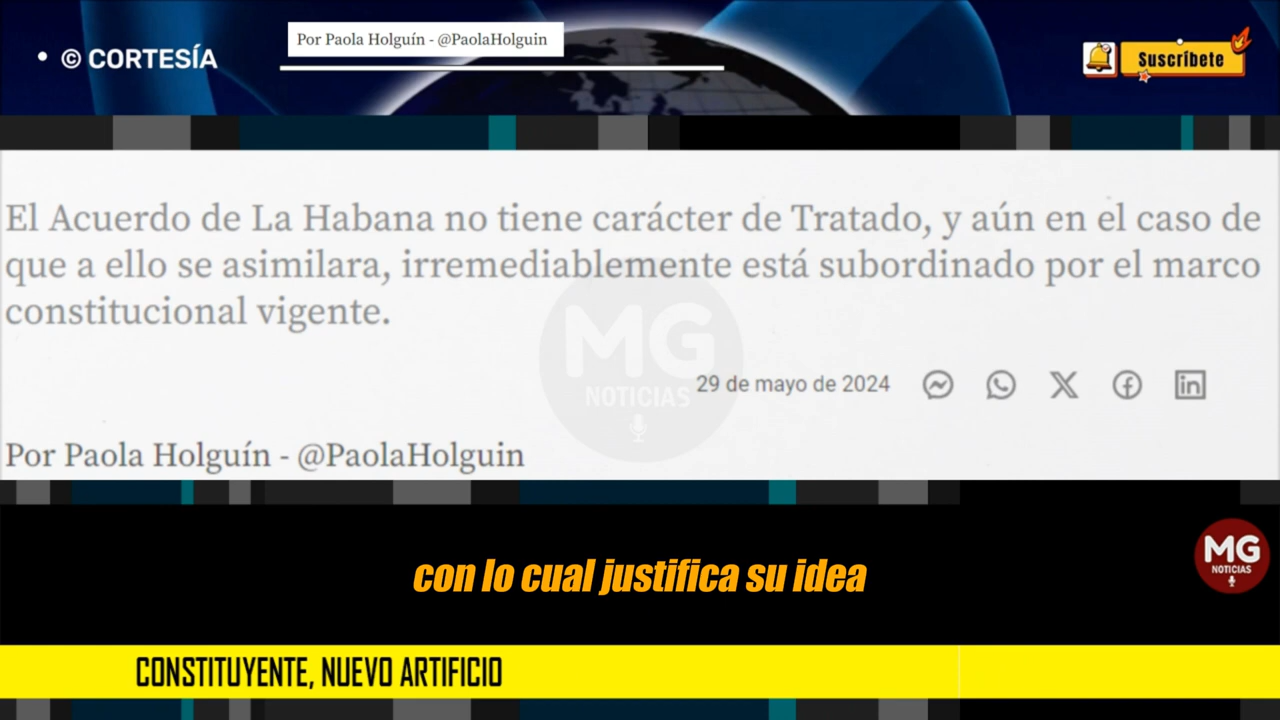 • © CORTESÍA
Por Paola Holguín - @PaolaHolguin
Suscríbete
El Acuerdo de La Habana no tiene carácter de Tratado, y aún en el caso de
que a ello se asimilara, irremediablemente está subordinado por el marco
constitucional vigente.
MG
NOTICIAS
29 de mayo de 2024
Por Paola Holguín - @PaolaHolguin
con lo cual justifica su idea
MG
NOTICIAS
CONSTITUYENTE, NUEVO ARTIFICIO